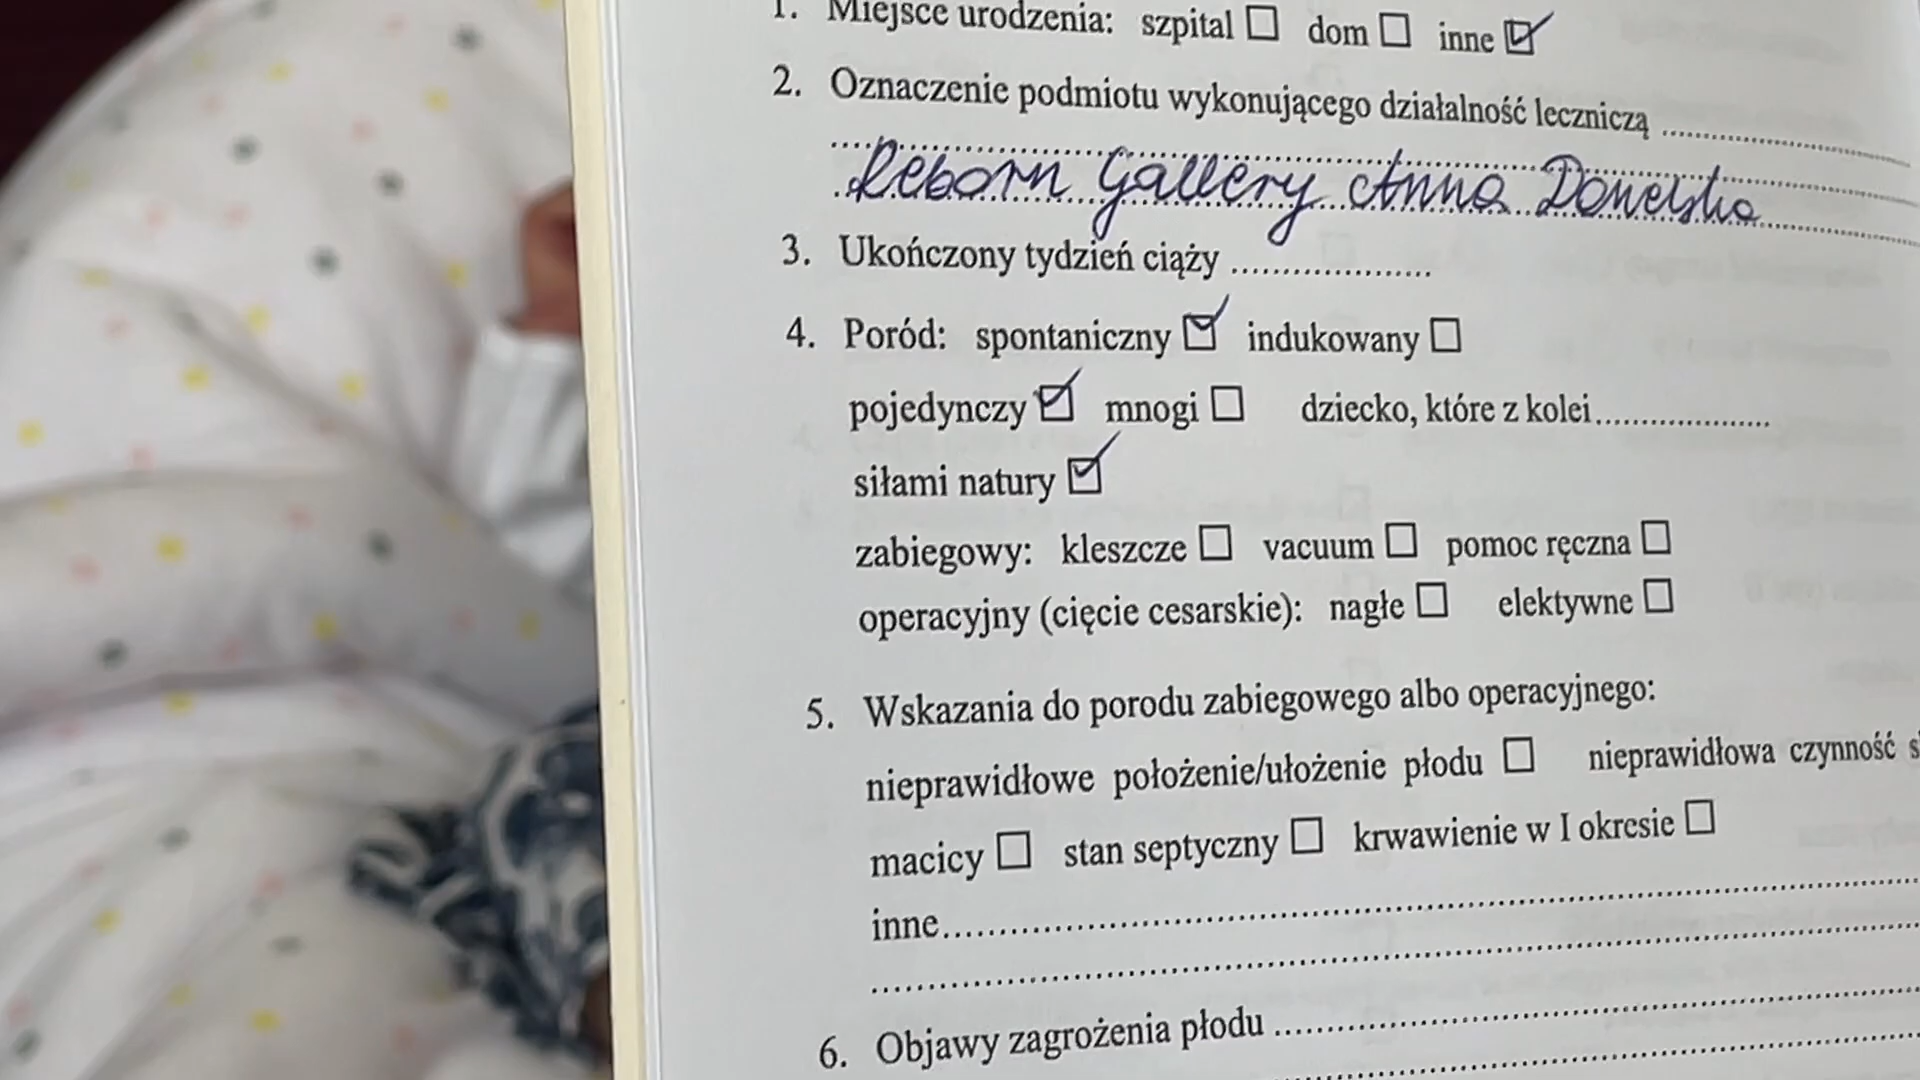 1. Miejsce urodzenia: szpital ☐ dom ☐ inne ☑
2. Oznaczenie podmiotu wykonującego działalność leczniczą ....................
Reborn Gallery Anna
3. Ukończony tydzień ciąży ....................
4. Poród: spontaniczny ☑ indukowany ☐
pojedynczy ☑ mnogi ☐ dziecko, które z kolei....................
siłami natury ☑
zabiegowy: kleszcze ☐ vacuum ☐ pomoc ręczna ☐
operacyjny (cięcie cesarskie): nagłe ☐ elektywne ☐
5. Wskazania do porodu zabiegowego albo operacyjnego:
nieprawidłowe położenie/ułożenie płodu ☐ nieprawidłowa czynność
macicy ☐ stan septyczny ☐ krwawienie w I okresie ☐
inne....................
6. Objawy zagrożenia płodu ....................